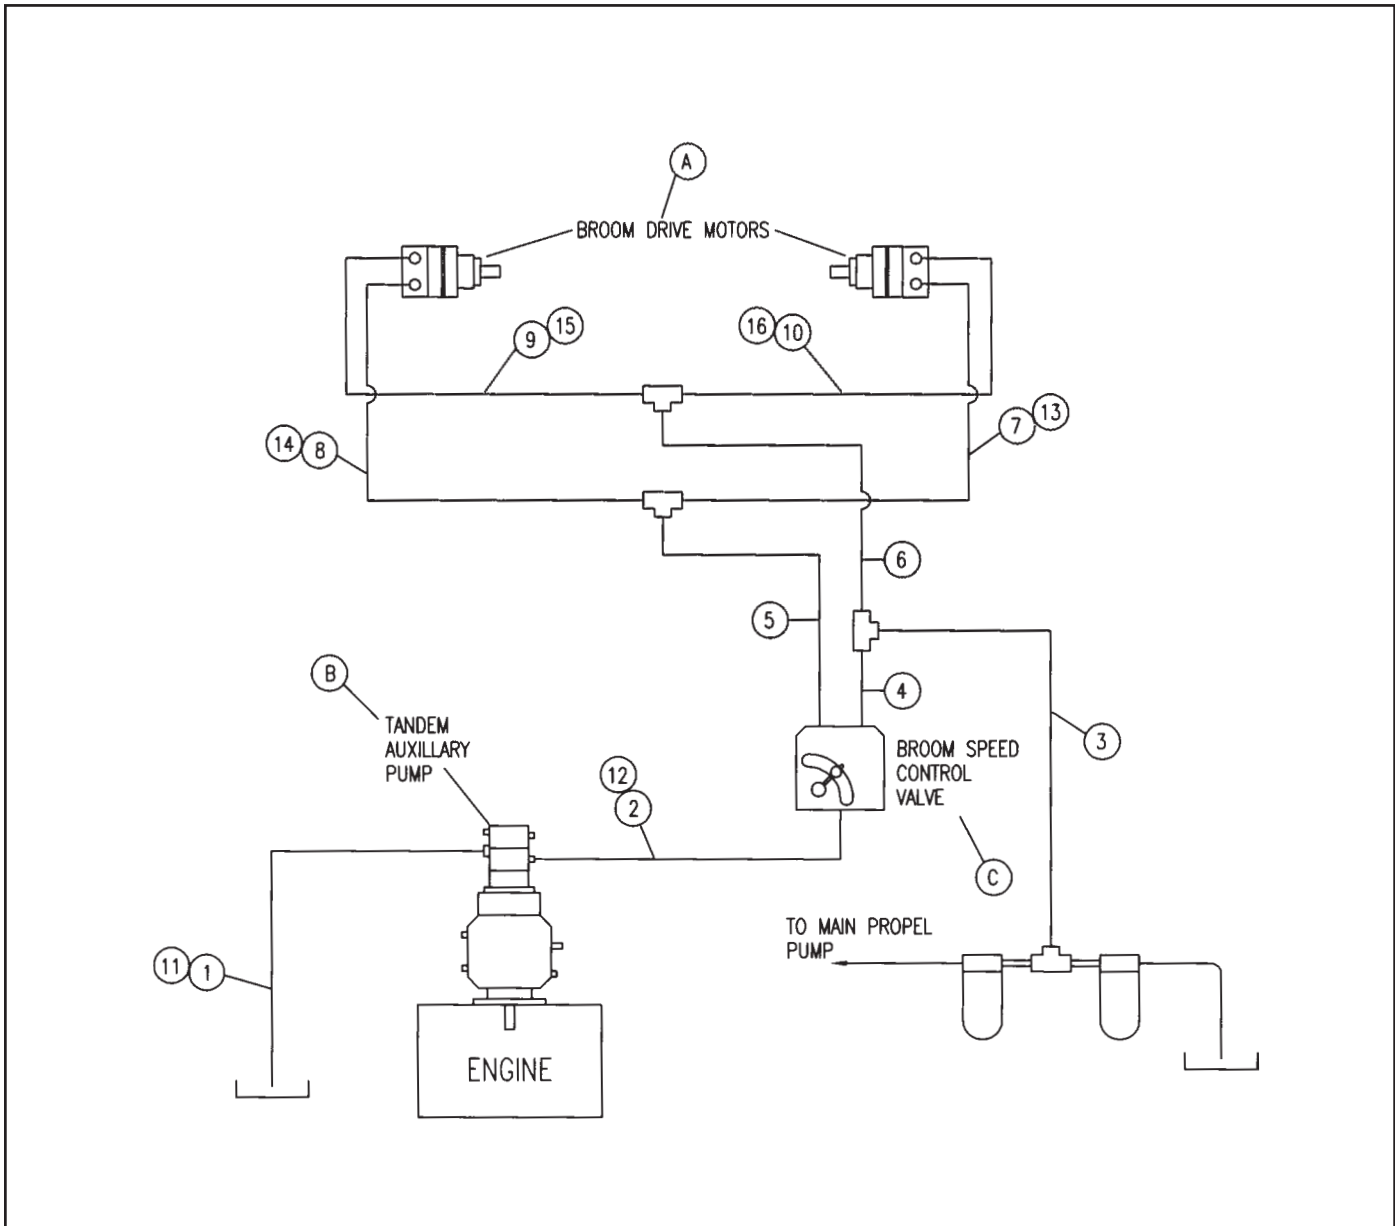 A
BROOM DRIVE MOTORS
9 15
16 10
14 8
7 13
6
5
B
4
TANDEM
AUXILLARY
PUMP
BROOM SPEED
CONTROL
VALVE
3
12
2
C
TO MAIN PROPEL
PUMP
11 1
ENGINE